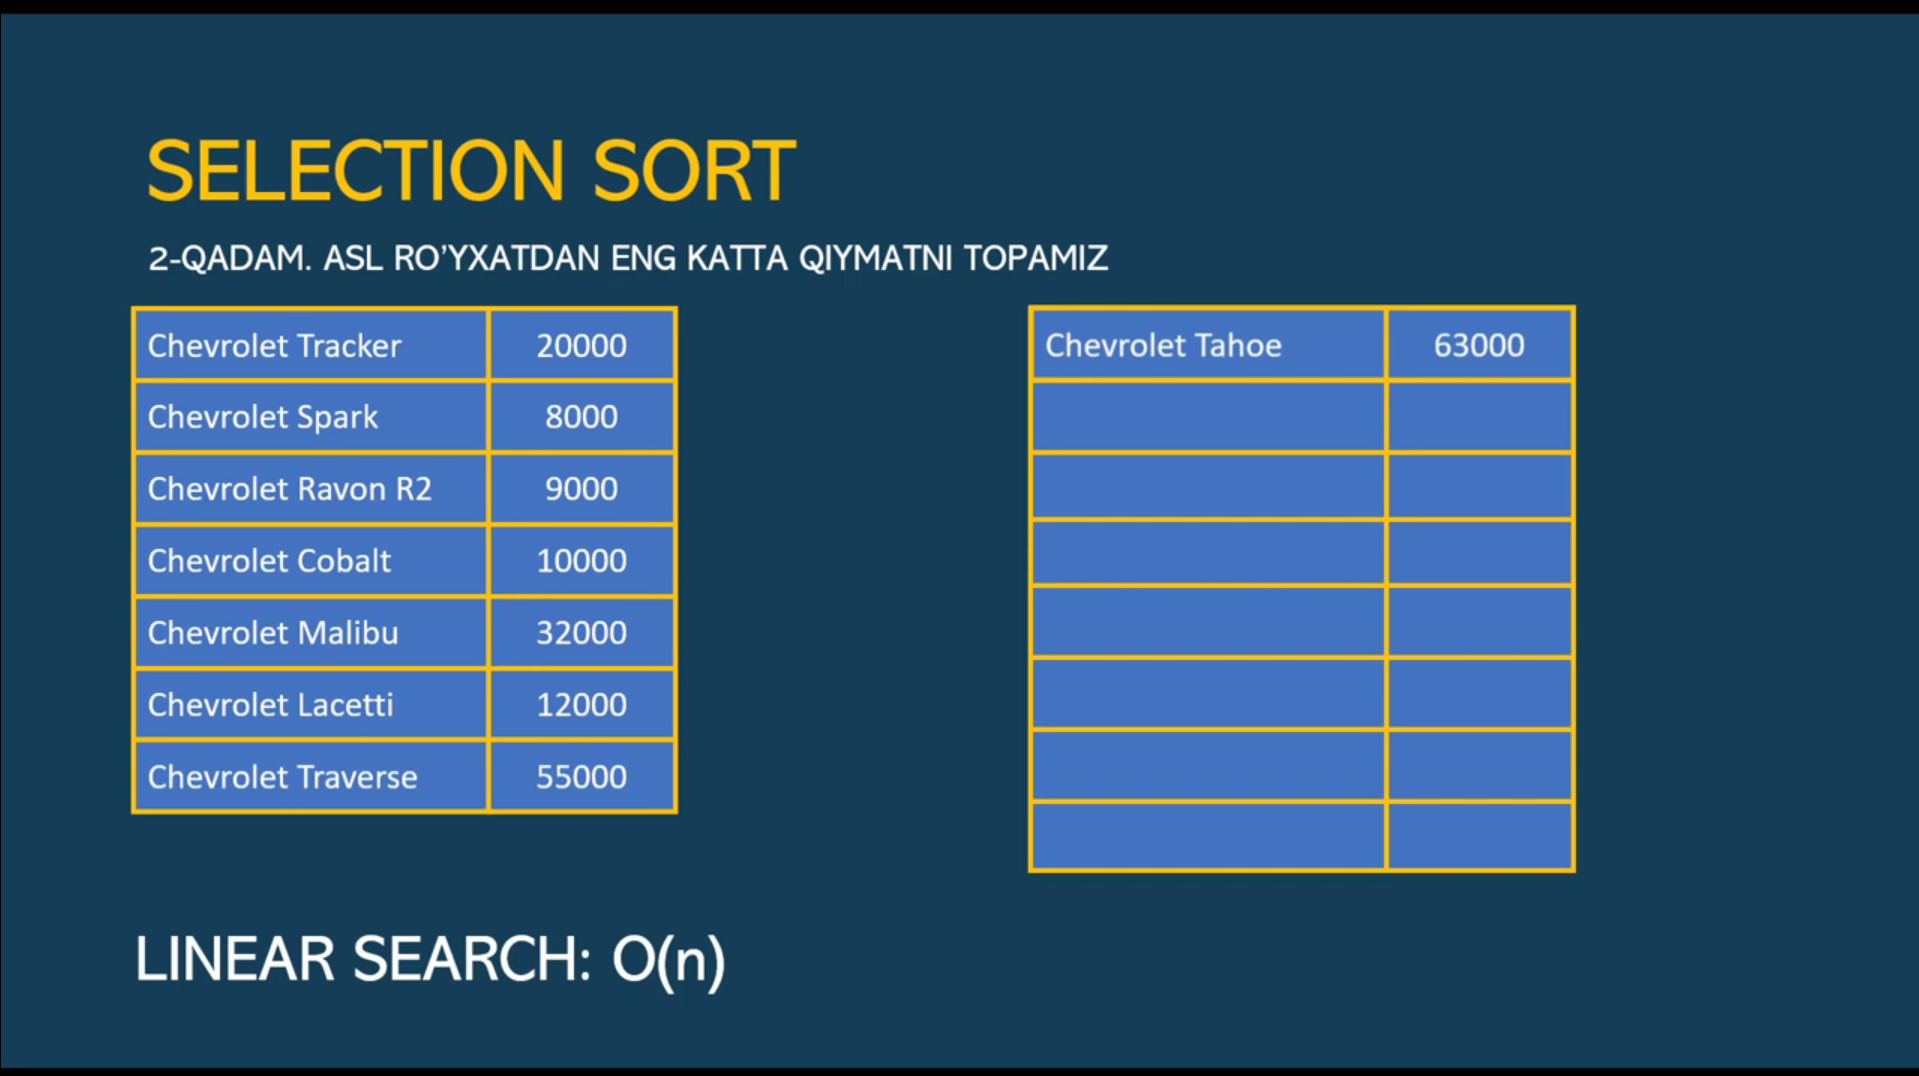 SELECTION SORT
2-QADAM. ASL RO’YXATDAN ENG KATTA QIYMATNI TOPAMIZ
Chevrolet Tracker 20000
Chevrolet Spark 8000
Chevrolet Ravon R2 9000
Chevrolet Cobalt 10000
Chevrolet Malibu 32000
Chevrolet Lacetti 12000
Chevrolet Traverse 55000
Chevrolet Tahoe 63000
LINEAR SEARCH: O(n)